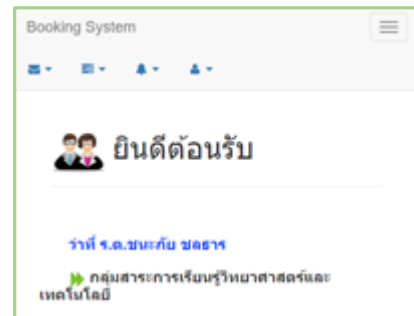 Booking System
ยินดีต้อนรับ
ว่าที่ ร.ต.ชนะภัย ชลธาร
กลุ่มสาระการเรียนรู้วิทยาศาสตร์และ
เทคโนโลยี